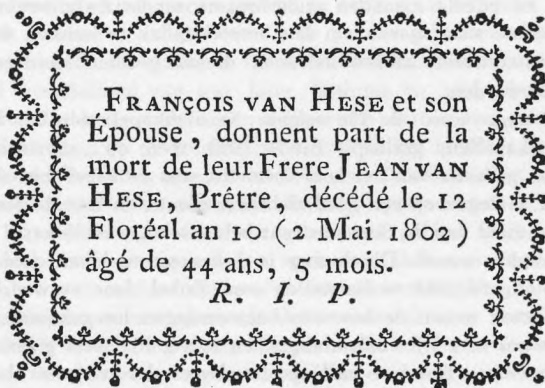 FRANÇOIS VAN HESE et son
Epouse, donnent part de la
mort de leur Frere JEAN VAN
HESE, Prêtre, décédé le 12
Floréal an 10 (2 Mai 1802)
âgé de 44 ans, 5 mois.
R. I. P.